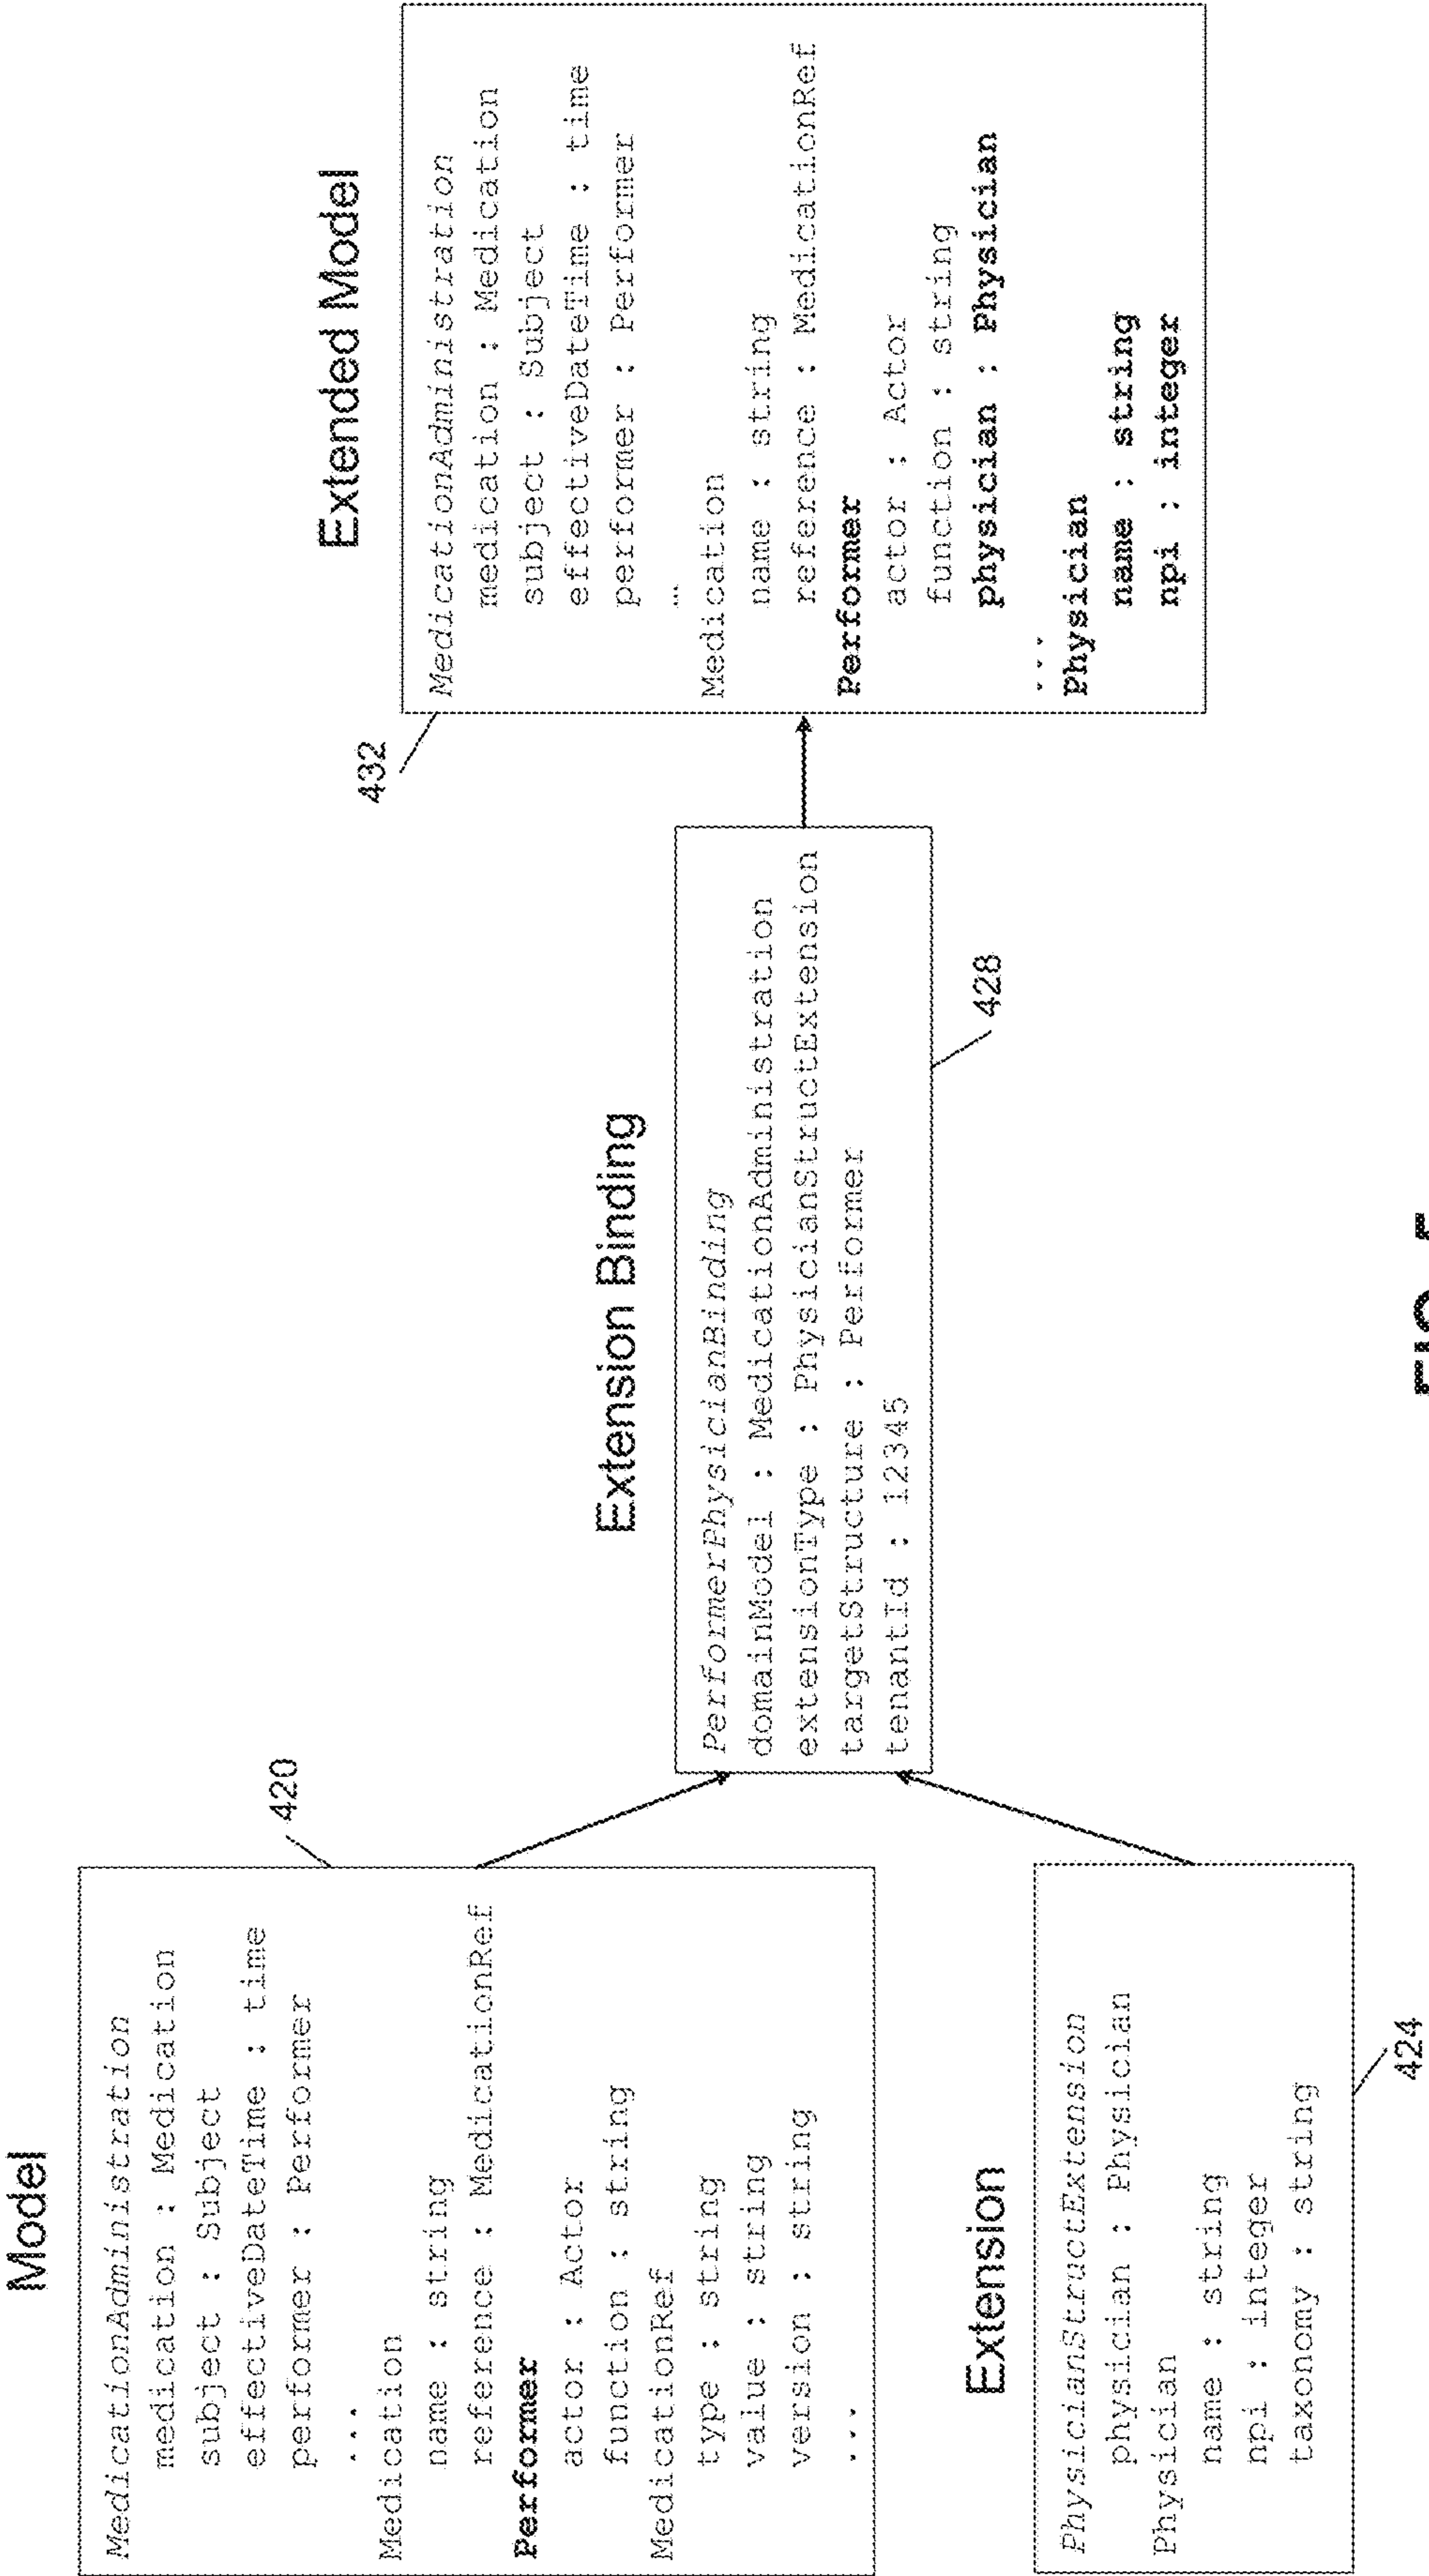 Model
MedicationAdministration
medication : Medication
subject : Subject
effectiveDateTime : time
performer : Performer
...
Medication
name : string
reference : MedicationRef
Performer
actor : Actor
function : string
MedicationRef
type : string
value : string
version : string
...
420
Extension
PhysicianStructExtension
physician : Physician
Physician
name : string
npi : integer
taxonomy : string
424
Extension Binding
PerformerPhysicianBinding
domainModel : MedicationAdministration
extensionType : PhysicianStructExtension
targetStructure : Performer
tenantId : 12345
428
Extended Model
432
MedicationAdministration
medication : Medication
subject : Subject
effectiveDateTime : time
performer : Performer
...
Medication
name : string
reference : MedicationRef
Performer
actor : Actor
function : string
physician : Physician
...
Physician
name : string
npi : integer